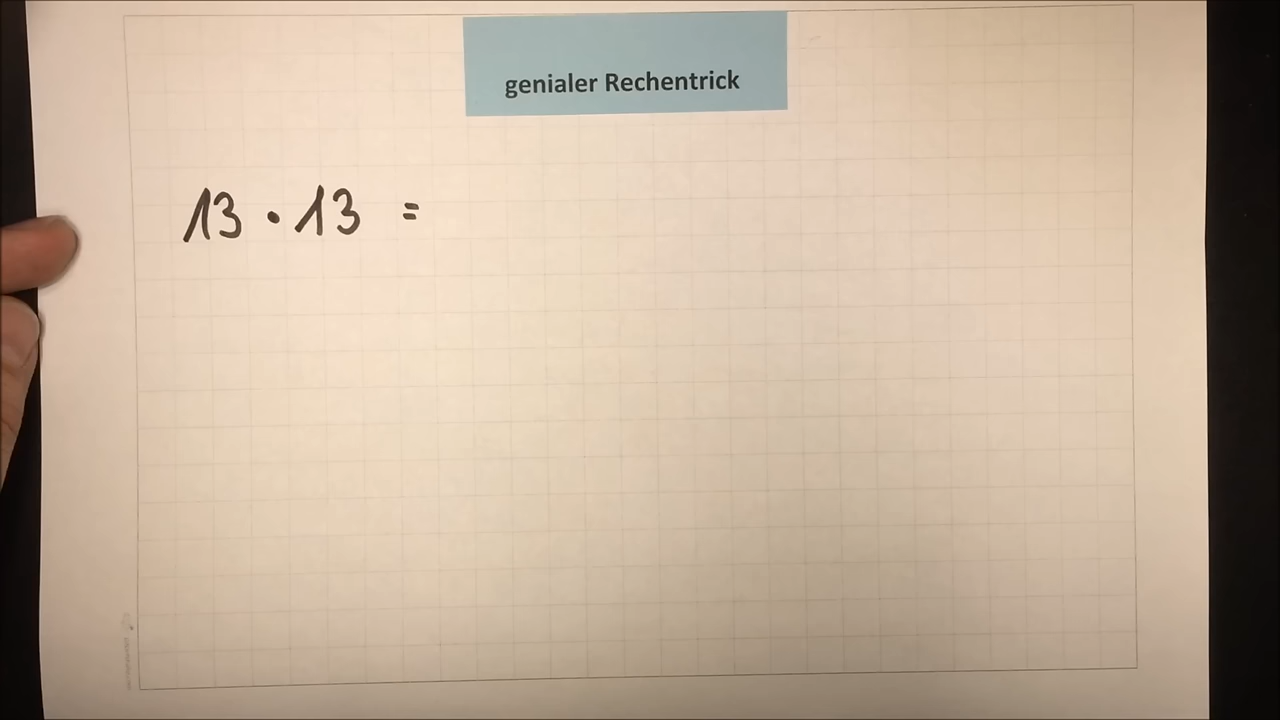 genialer Rechentrick
13 · 13 =